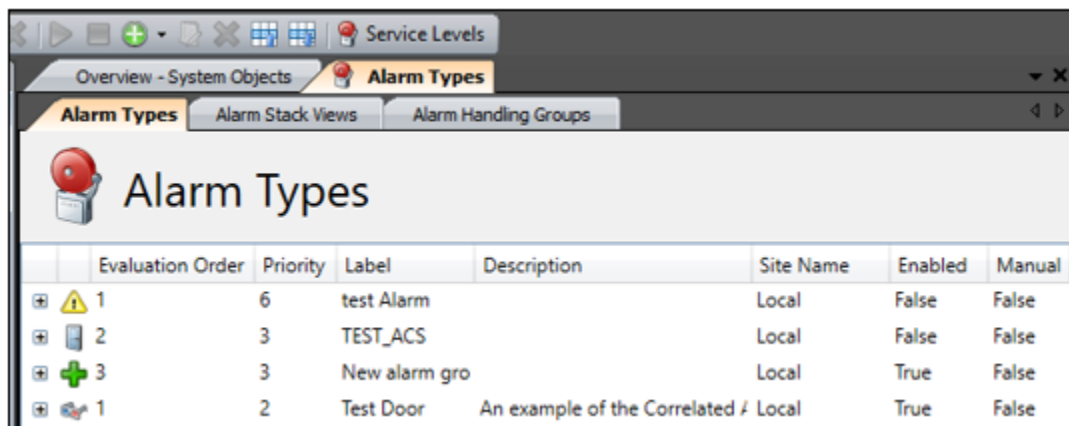 Service Levels
Overview - System Objects Alarm Types
Alarm Types Alarm Stack Views Alarm Handling Groups
Alarm Types
Evaluation Order Priority Label Description Site Name Enabled Manual
1 6 test Alarm Local False False
2 3 TEST_ACS Local False False
3 3 New alarm gro Local True False
1 2 Test Door An example of the Correlated Local True False